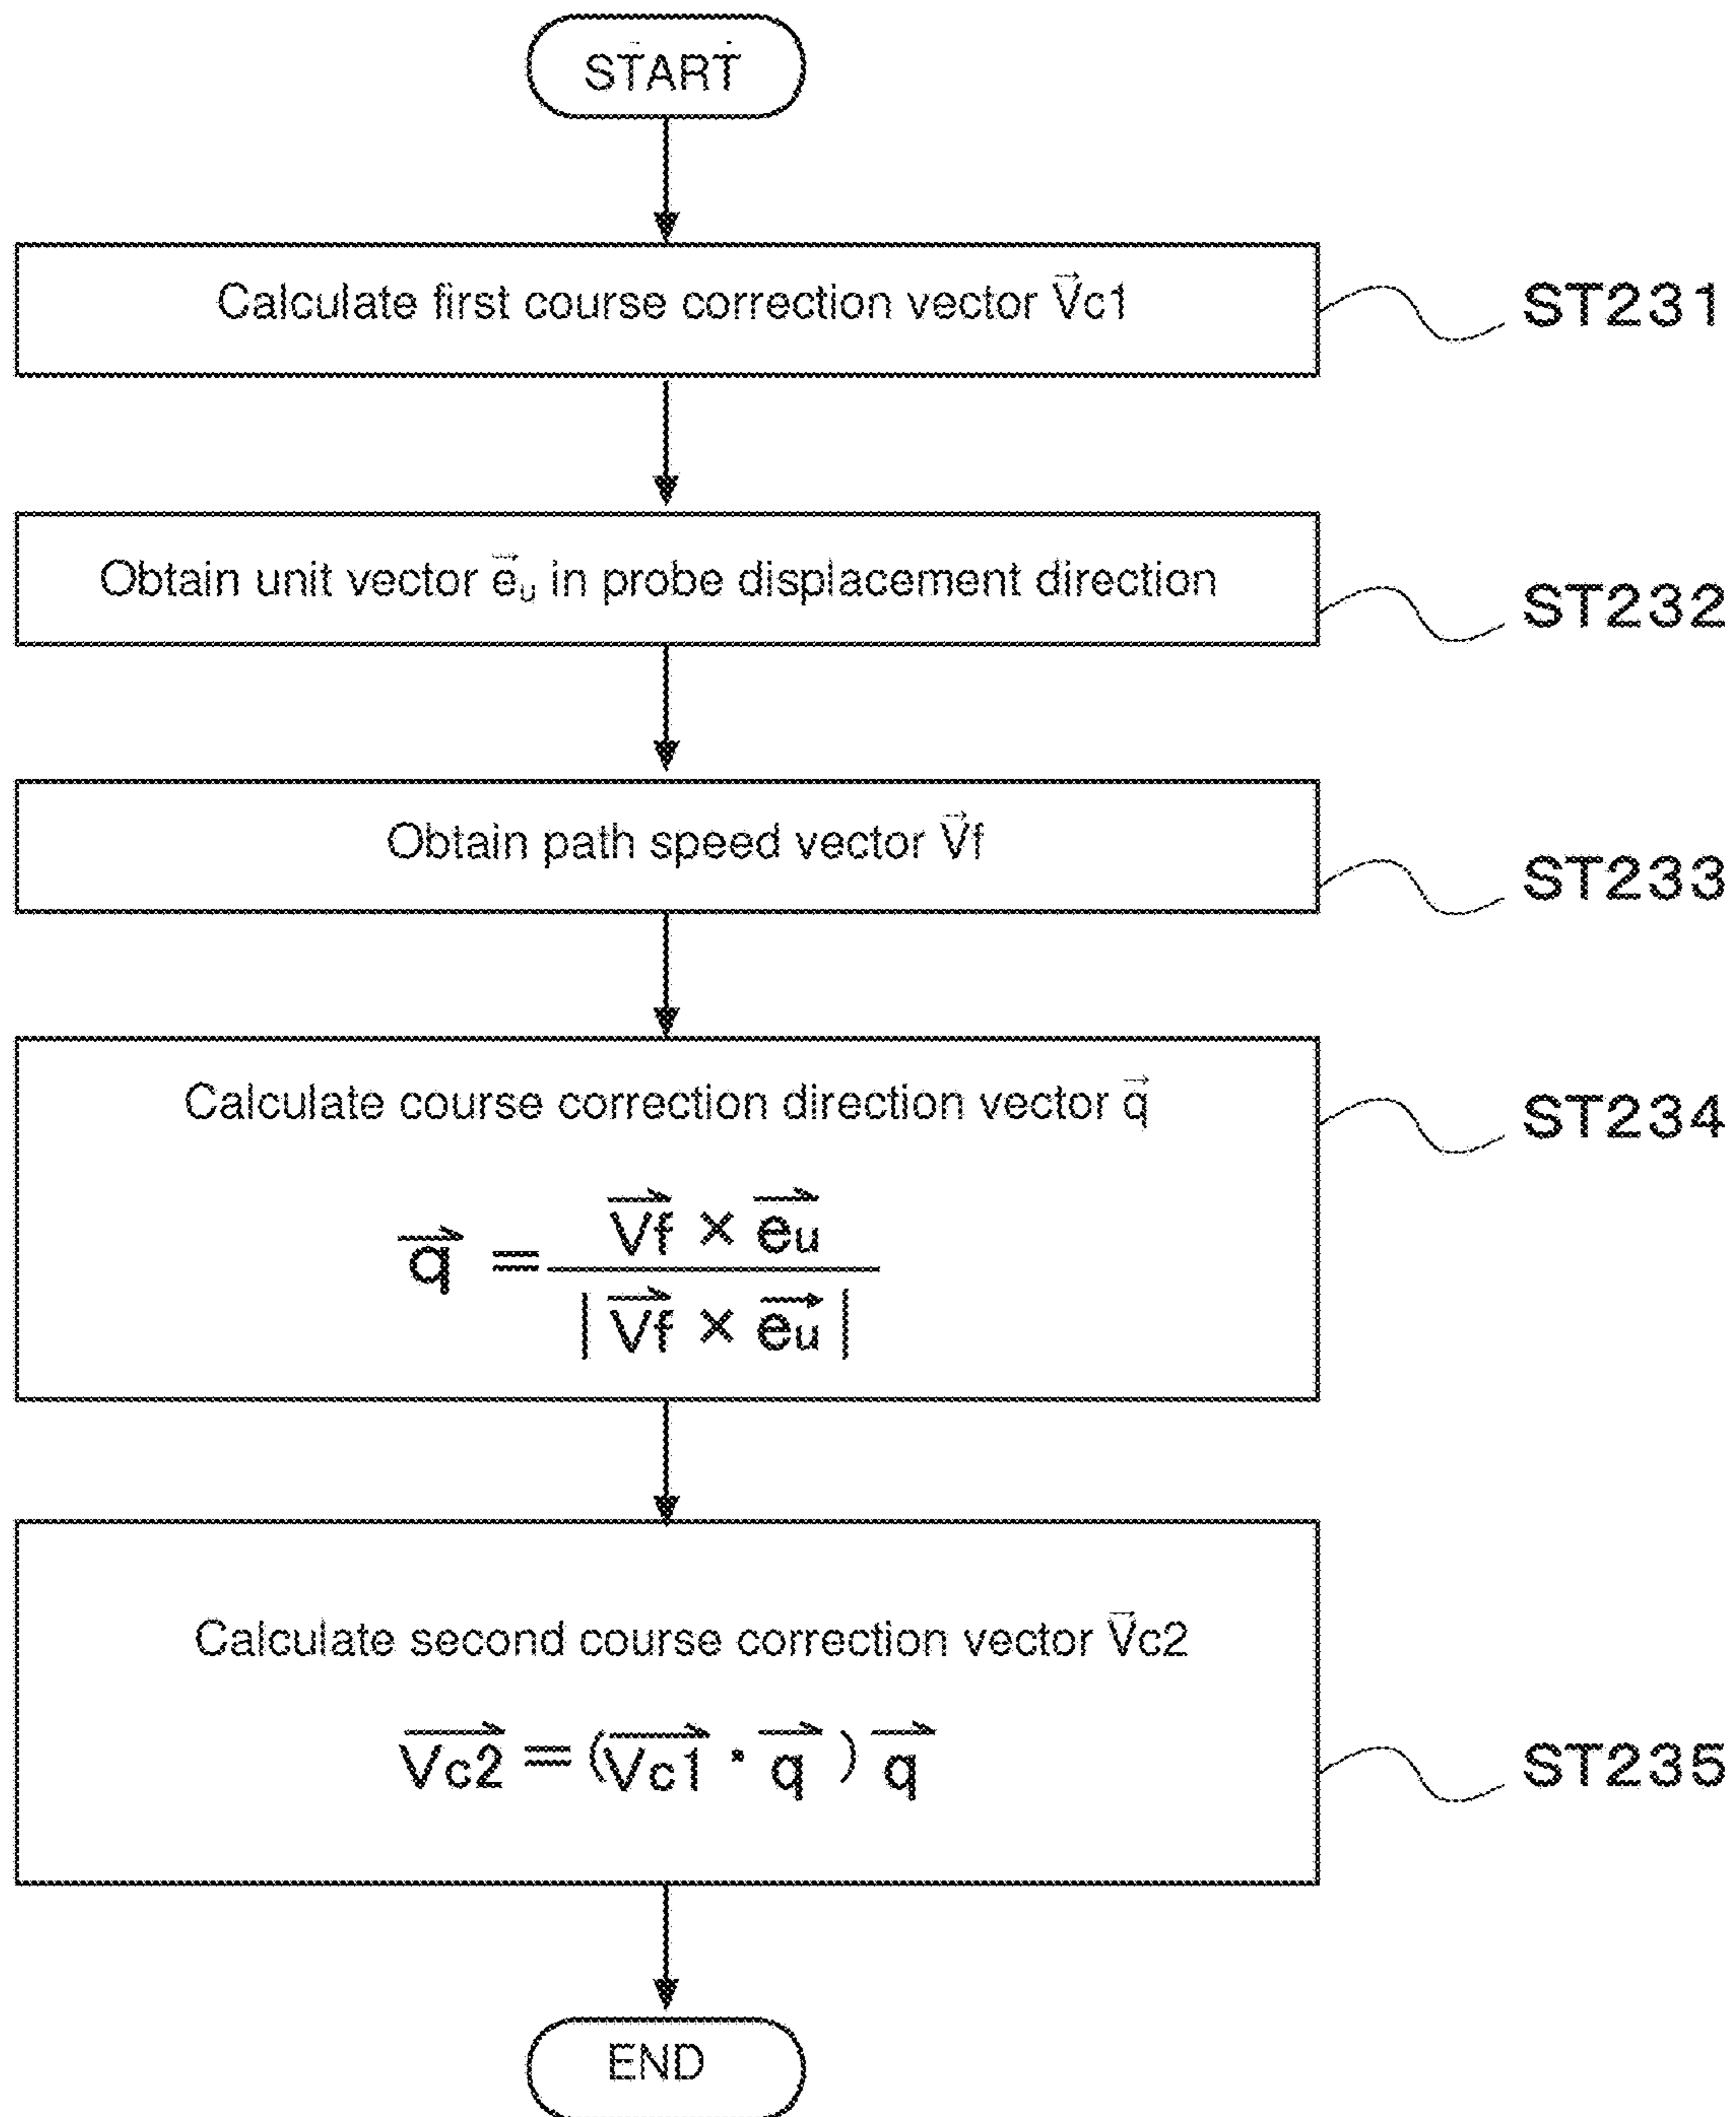 START
Calculate first course correction vector V⃗c1
ST231
Obtain unit vector e⃗ᵤ in probe displacement direction
ST232
Obtain path speed vector V⃗f
ST233
Calculate course correction direction vector q⃗
ST234
q⃗ = V⃗f × e⃗ᵤ / | V⃗f × e⃗ᵤ |
Calculate second course correction vector V⃗c2
V⃗c2 = (V⃗c1 · q⃗) q⃗
ST235
END